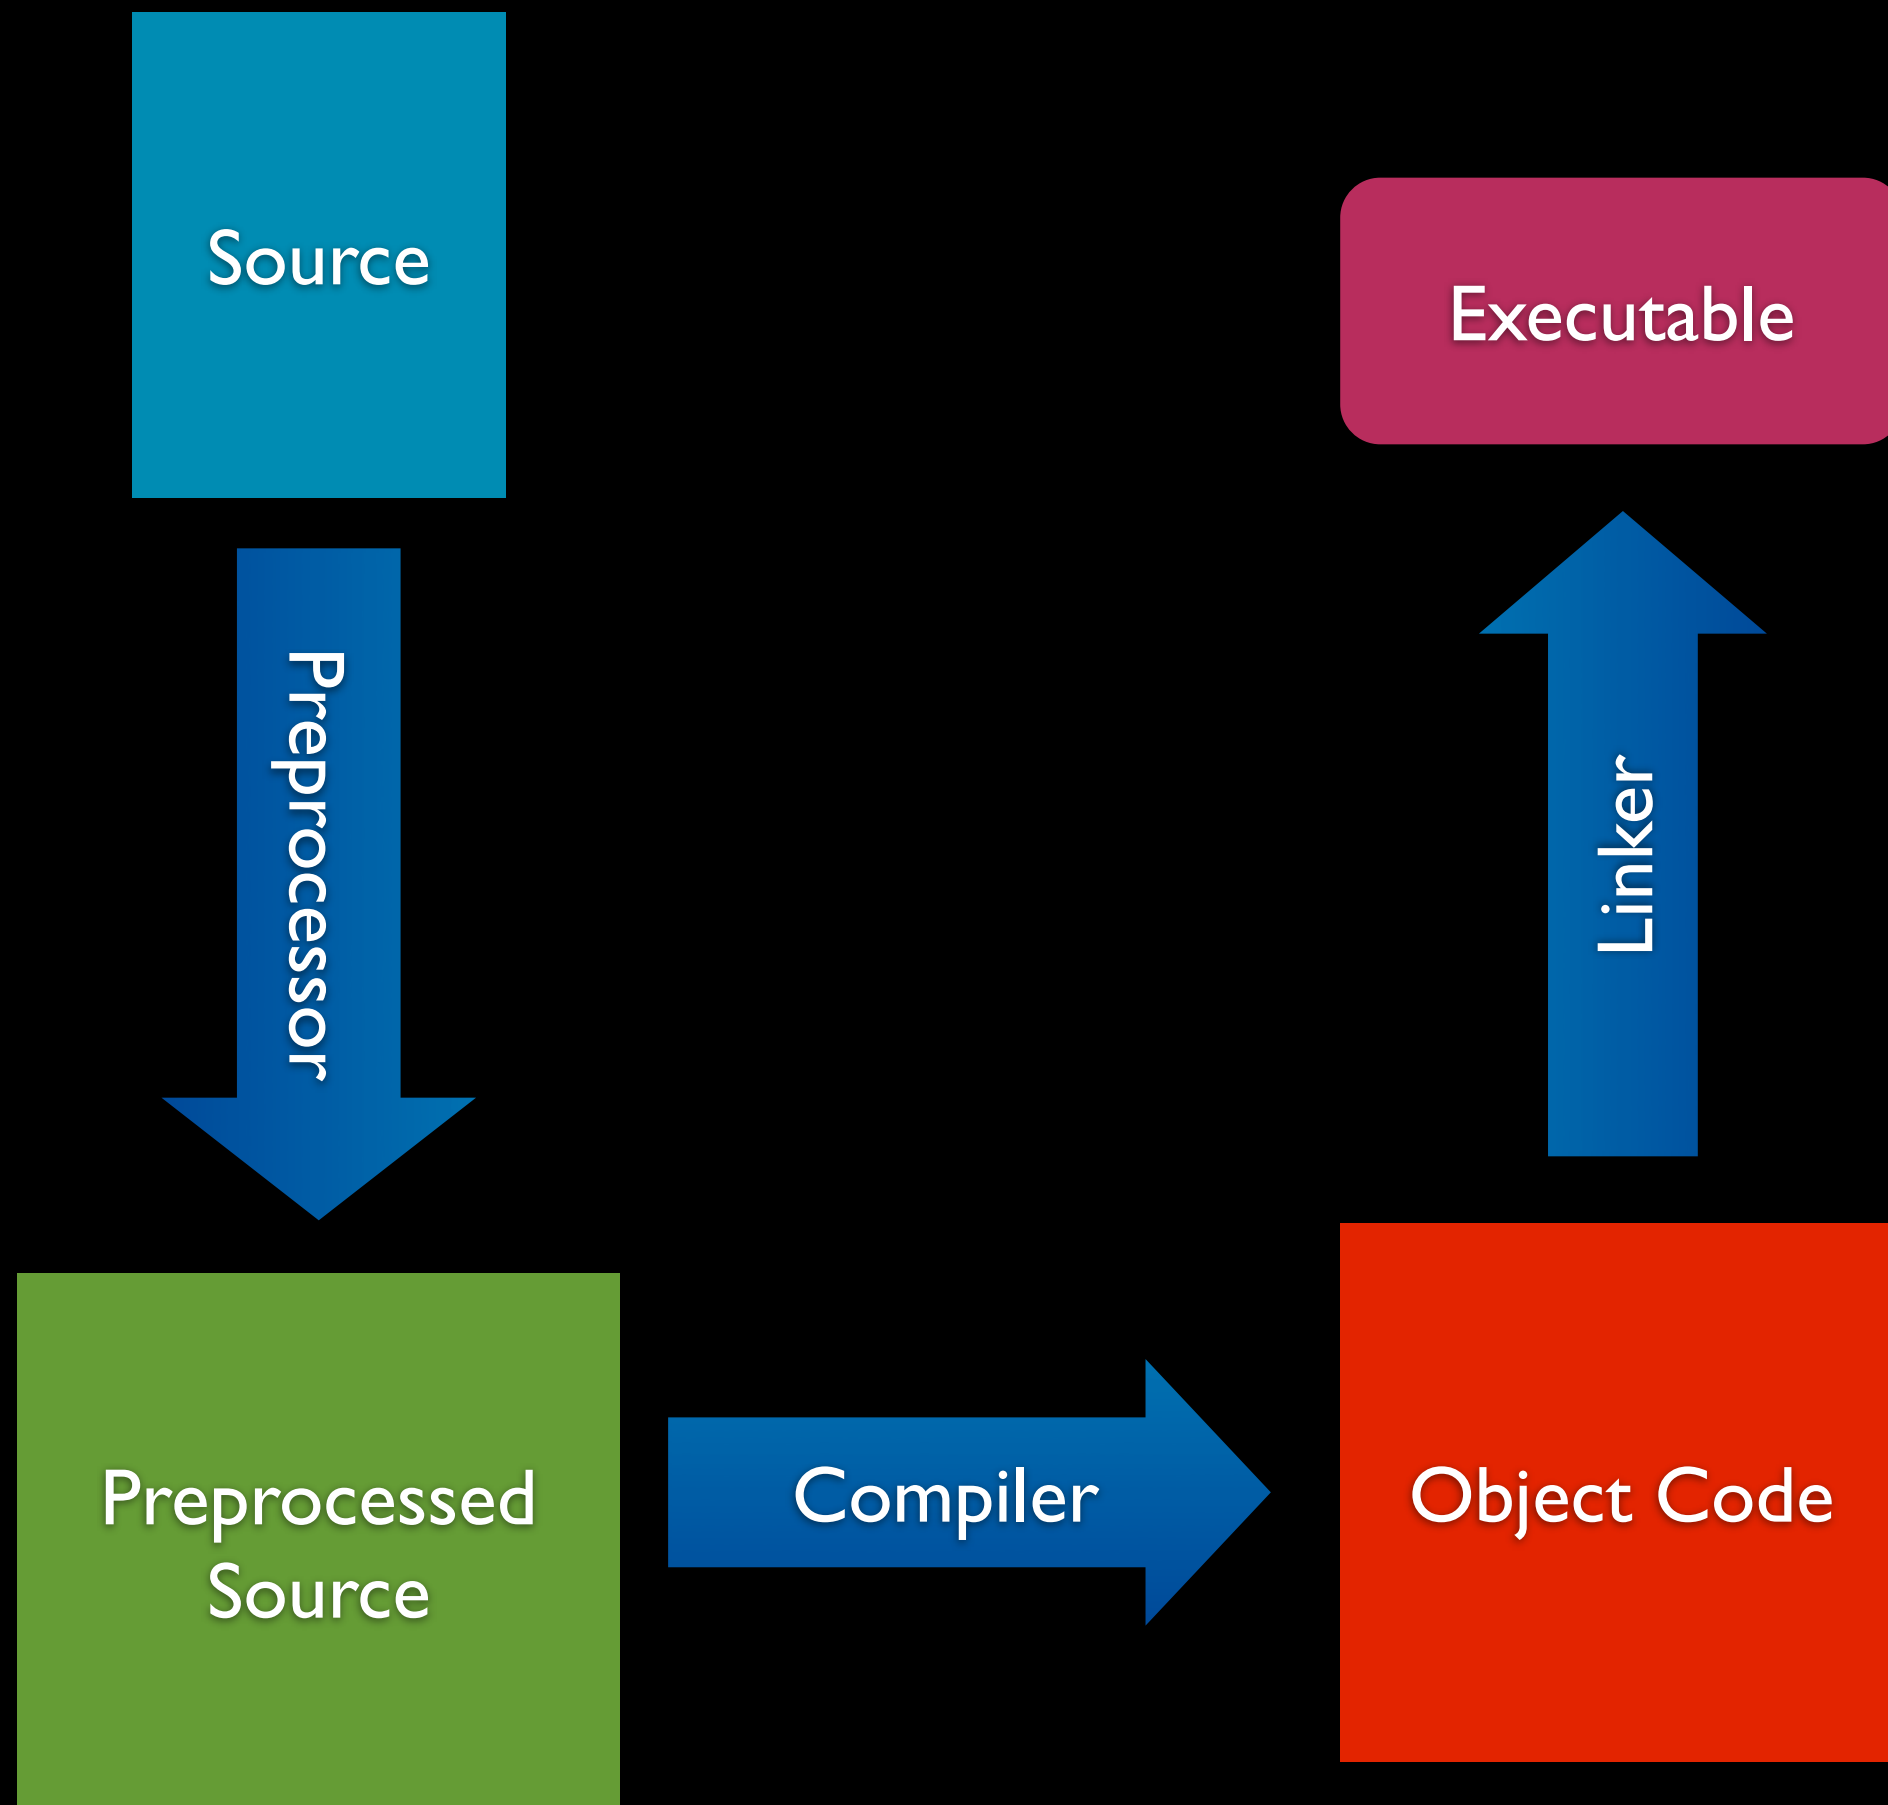 Source
Executable
Preprocessor
Linker
Preprocessed
Source
Compiler
Object Code